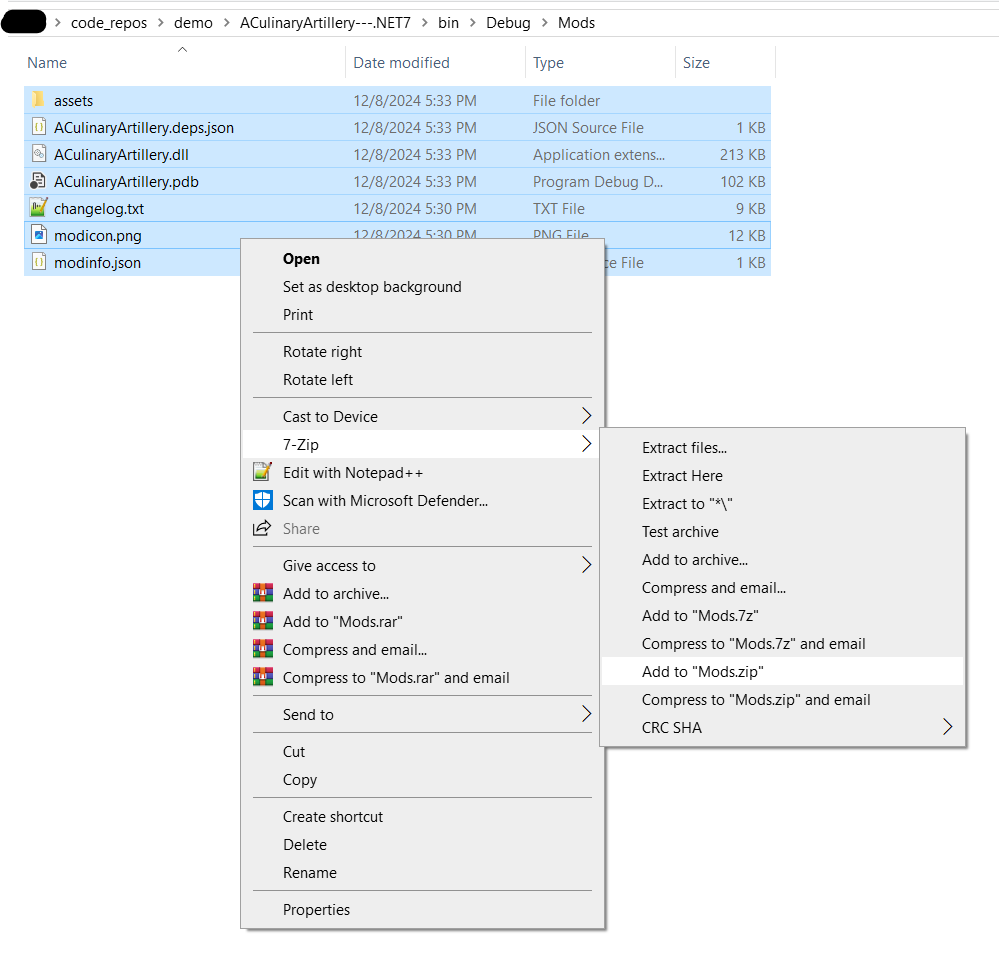 code_repos > demo > ACulinaryArtillery---.NET7 > bin > Debug > Mods
Name Date modified Type Size
assets 12/8/2024 5:33 PM File folder
ACulinaryArtillery.deps.json 12/8/2024 5:33 PM JSON Source File 1 KB
ACulinaryArtillery.dll 12/8/2024 5:33 PM Application extens... 213 KB
ACulinaryArtillery.pdb 12/8/2024 5:33 PM Program Debug D... 102 KB
changelog.txt 12/8/2024 5:30 PM TXT File 9 KB
modicon.png 12/8/2024 5:30 PM PNG File 12 KB
modinfo.json ce File 1 KB
Open
Set as desktop background
Print
Rotate right
Rotate left
Cast to Device
7-Zip
Edit with Notepad++
Scan with Microsoft Defender...
Share
Give access to
Add to archive...
Add to "Mods.rar"
Compress and email...
Compress to "Mods.rar" and email
Send to
Cut
Copy
Create shortcut
Delete
Rename
Properties
Extract files...
Extract Here
Extract to "*\"
Test archive
Add to archive...
Compress and email...
Add to "Mods.7z"
Compress to "Mods.7z" and email
Add to "Mods.zip"
Compress to "Mods.zip" and email
CRC SHA